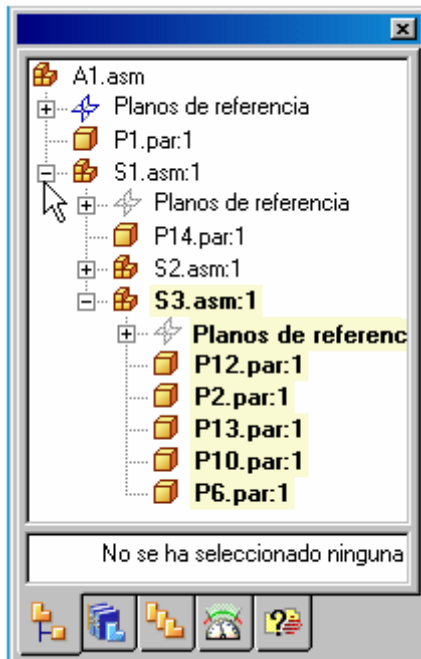 A1.asm
Planos de referencia
P1.par:1
S1.asm:1
Planos de referencia
P14.par:1
S2.asm:1
S3.asm:1
Planos de referenc
P12.par:1
P2.par:1
P13.par:1
P10.par:1
P6.par:1
No se ha seleccionado ninguna